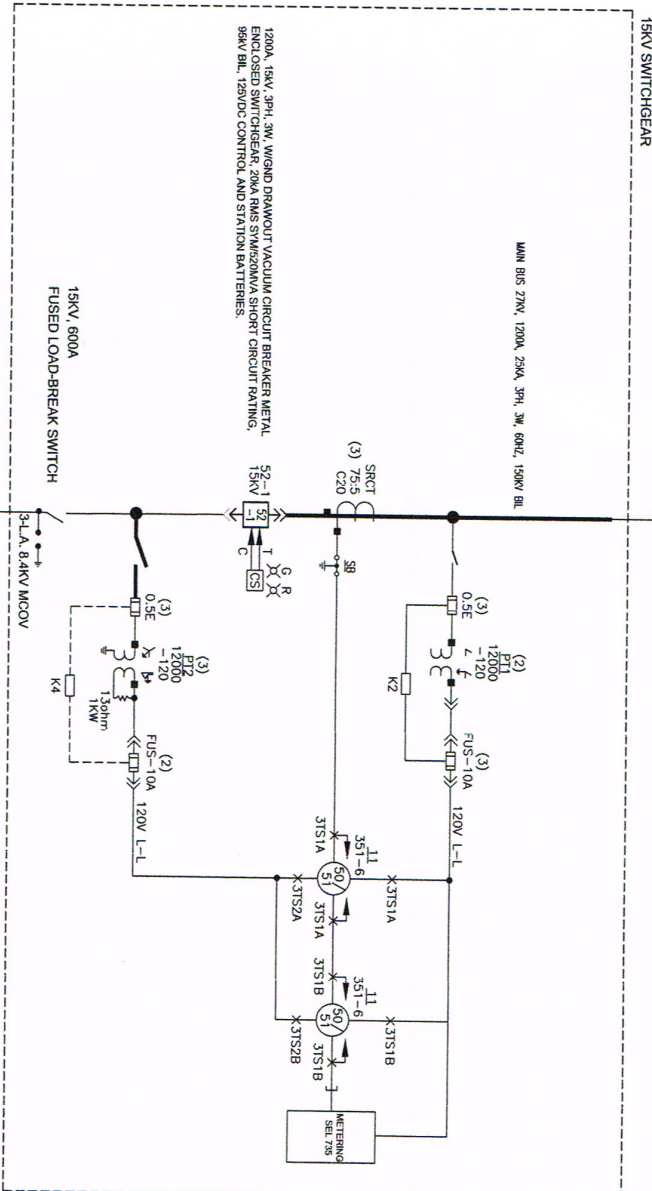 15KV SWITCHGEAR
MAIN BUS 27KV, 1200A, 25KA, 3PH, 3W, 60HZ, 150KV BIL
(3)
0.5E
(2)
PT1
12000
-120
K2
(3)
FUS-10A
120V L-L
SRCT
75:5
C20
(3)
SB
3TS1A
11
351-6
50/
51
3TS1A
3TS1A
3TS2A
3TS1B
11
351-6
50/
51
3TS1B
3TS1B
3TS2B
METERING
SEL 735
1200A, 15kV, 3PH, 3W, W/GND DRAWOUT VACUUM CIRCUIT BREAKER METAL
ENCLOSED SWITCHGEAR, 20kA RMS SYM/520MVA SHORT CIRCUIT RATING,
95kV BIL, 125VDC CONTROL AND STATION BATTERIES.
52-1
15KV
52
-1
T
C
CS
G
R
(3)
0.5E
(3)
PT2
12000
-120
13ohm
1KW
K4
(2)
FUS-10A
120V L-L
15KV, 600A
FUSED LOAD-BREAK SWITCH
3-L.A. 8.4KV MCOV